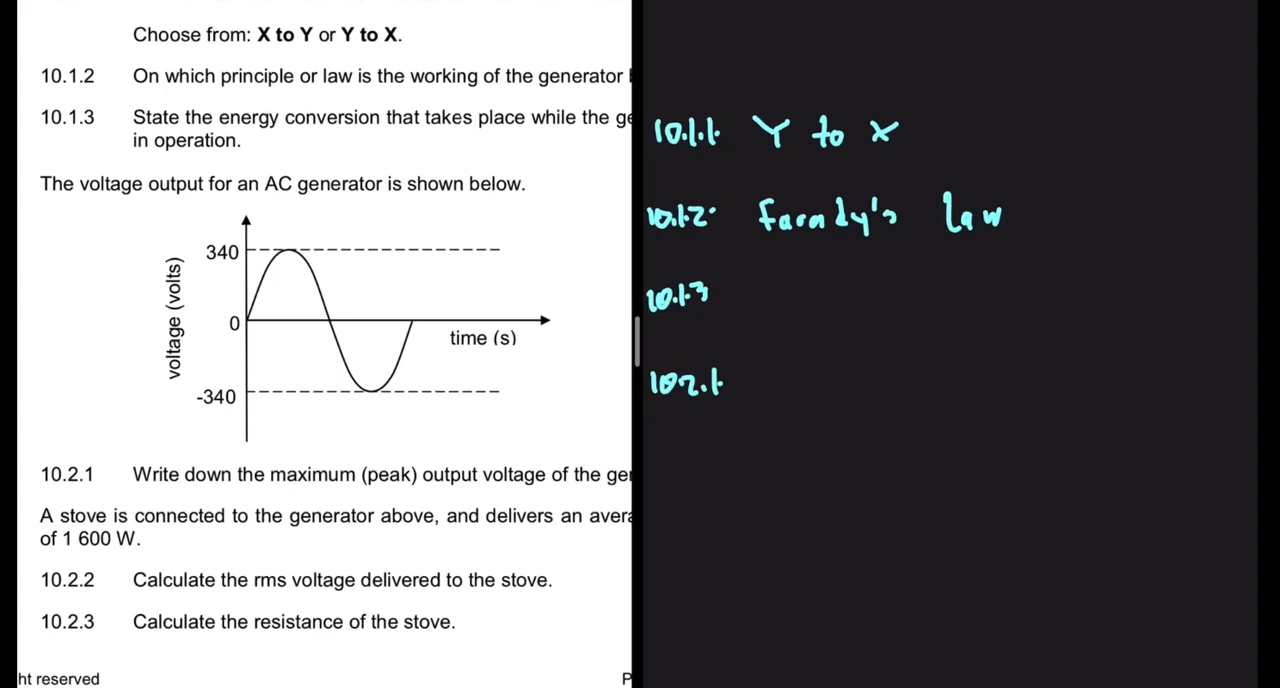 Choose from: X to Y or Y to X.
10.1.2 On which principle or law is the working of the generator
10.1.3 State the energy conversion that takes place while the ge
in operation.
The voltage output for an AC generator is shown below.
340
voltage (volts)
0
time (s)
-340
10.2.1 Write down the maximum (peak) output voltage of the ge
A stove is connected to the generator above, and delivers an avera
of 1 600 W.
10.2.2 Calculate the rms voltage delivered to the stove.
10.2.3 Calculate the resistance of the stove.
ht reserved
P
10.1.1. Y to X
10.1.2. Farady's law
10.1.3
102.1.